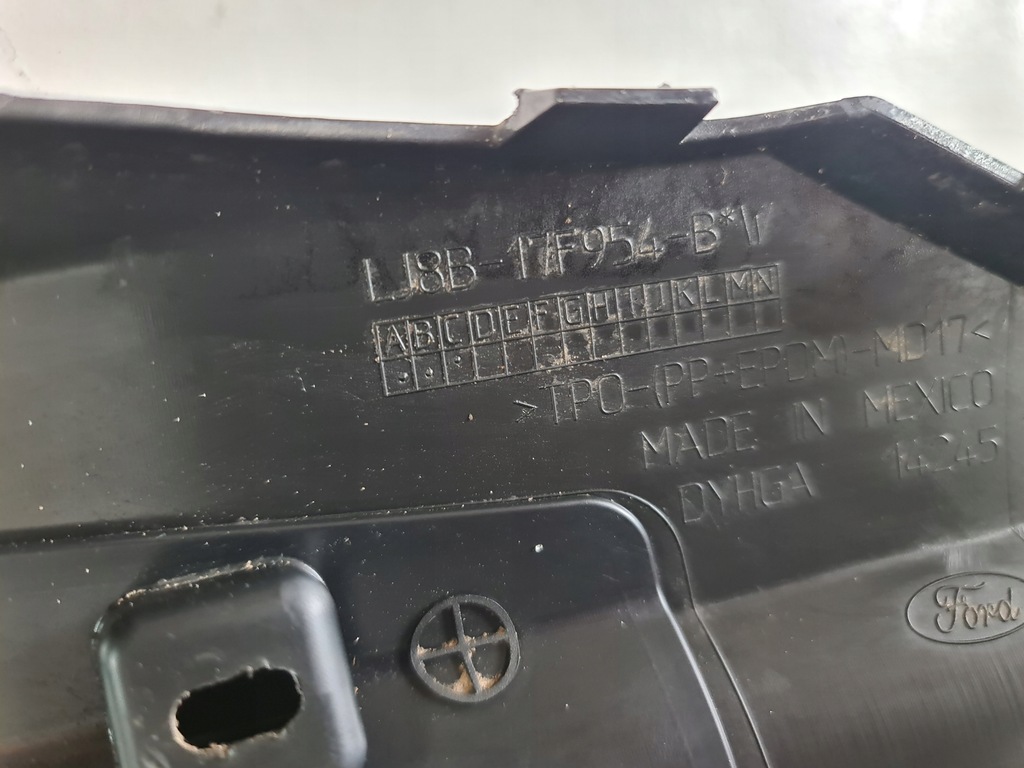 LJ8B-17F954-B*\r
ABCDEFGHIJKLMN
>TPO-(PP+EPDM)-MD17<
MADE IN MEXICO
DYHGA 14245
Ford